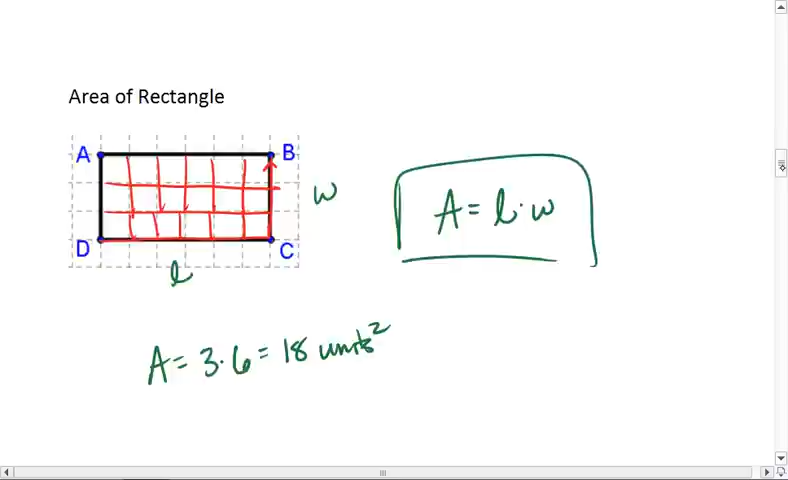 Area of Rectangle
A
B
w
A = l · w
D
C
l
A = 3 · 6 = 18 units²